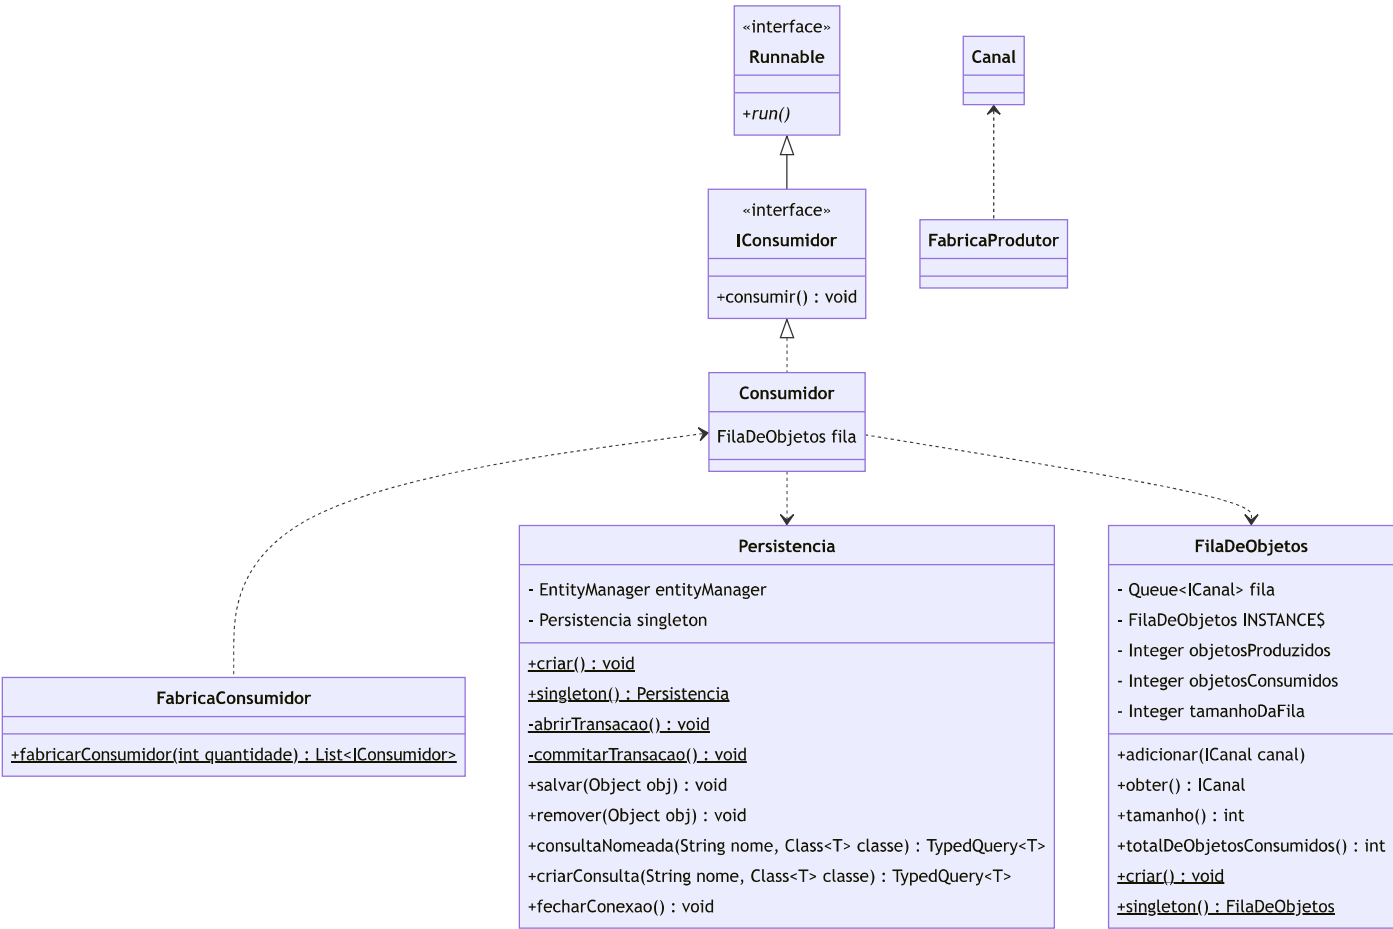 «interface»
Runnable
+run()
Canal
«interface»
IConsumidor
+consumir() : void
FabricaProdutor
Consumidor
FilaDeObjetos fila
FabricaConsumidor
+fabricarConsumidor(int quantidade) : List<IConsumidor>
Persistencia
- EntityManager entityManager
- Persistencia singleton
+criar() : void
+singleton() : Persistencia
-abrirTransacao() : void
-commitarTransacao() : void
+salvar(Object obj) : void
+remover(Object obj) : void
+consultaNomeada(String nome, Class<T> classe) : TypedQuery<T>
+criarConsulta(String nome, Class<T> classe) : TypedQuery<T>
+fecharConexao() : void
FilaDeObjetos
- Queue<ICanal> fila
- FilaDeObjetos INSTANCE$
- Integer objetosProduzidos
- Integer objetosConsumidos
- Integer tamanhoDaFila
+adicionar(ICanal canal)
+obter() : ICanal
+tamanho() : int
+totalDeObjetosConsumidos() : int
+criar() : void
+singleton() : FilaDeObjetos